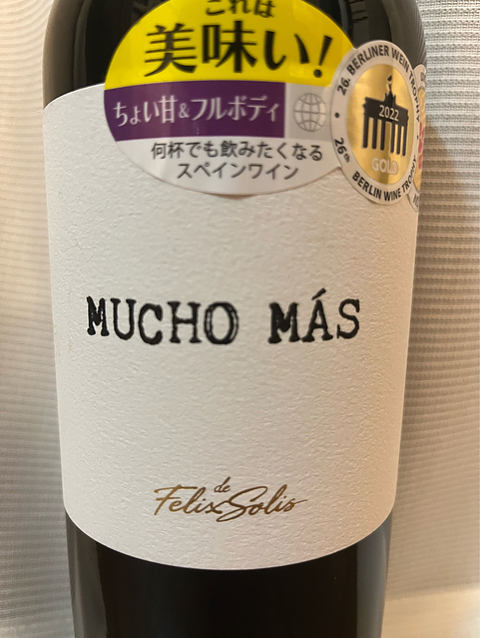 これは
美味い!
ちょい甘&フルボディ
何杯でも飲みたくなる
スペインワイン
26. BERLINER WEIN TROPHY
2022
GOLD
26th BERLIN WINE TROPHY
MUCHO MÁS
de
Felix Solis